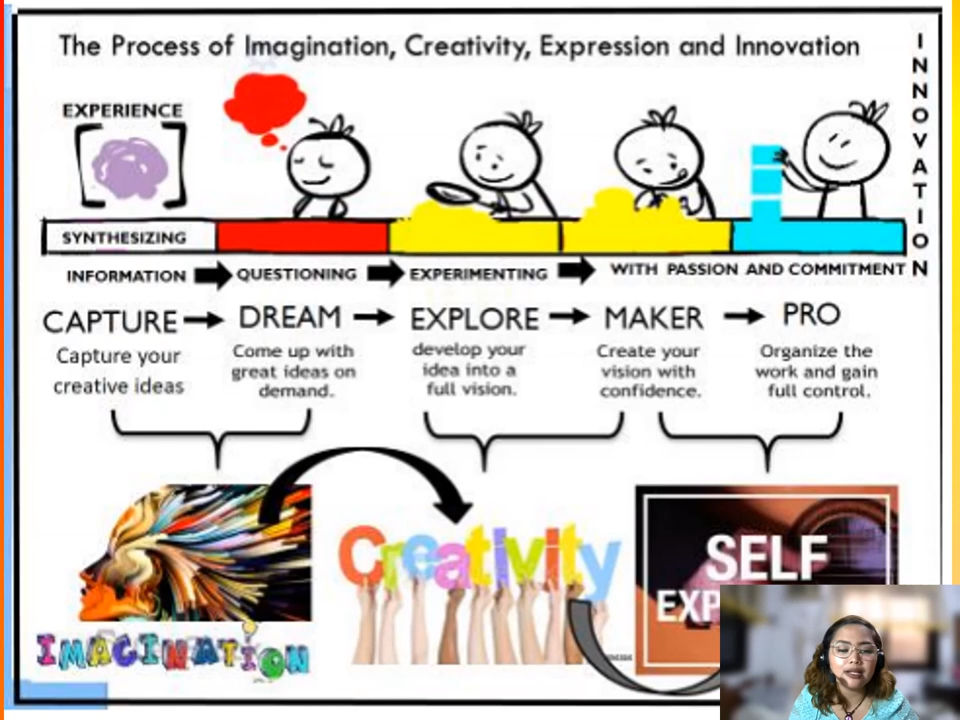 The Process of Imagination, Creativity, Expression and Innovation
INNOVATION
EXPERIENCE
SYNTHESIZING
INFORMATION QUESTIONING EXPERIMENTING WITH PASSION AND COMMITMENT
CAPTURE DREAM EXPLORE MAKER PRO
Capture your
creative ideas
Come up with
great ideas on
demand.
develop your
idea into a
full vision.
Create your
vision with
confidence.
Organize the
work and gain
full control.
IMAGINATION
Creativity
SELF
EXP